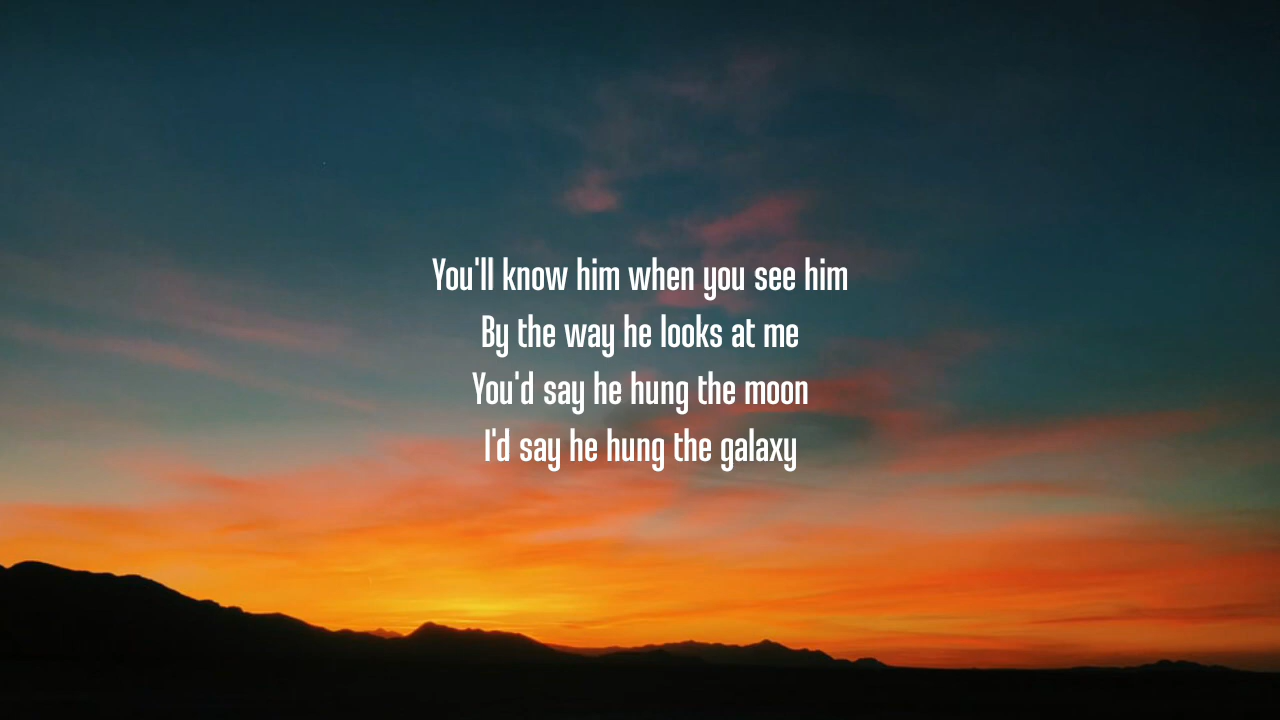 You'll know him when you see him
By the way he looks at me
You'd say he hung the moon
I'd say he hung the galaxy